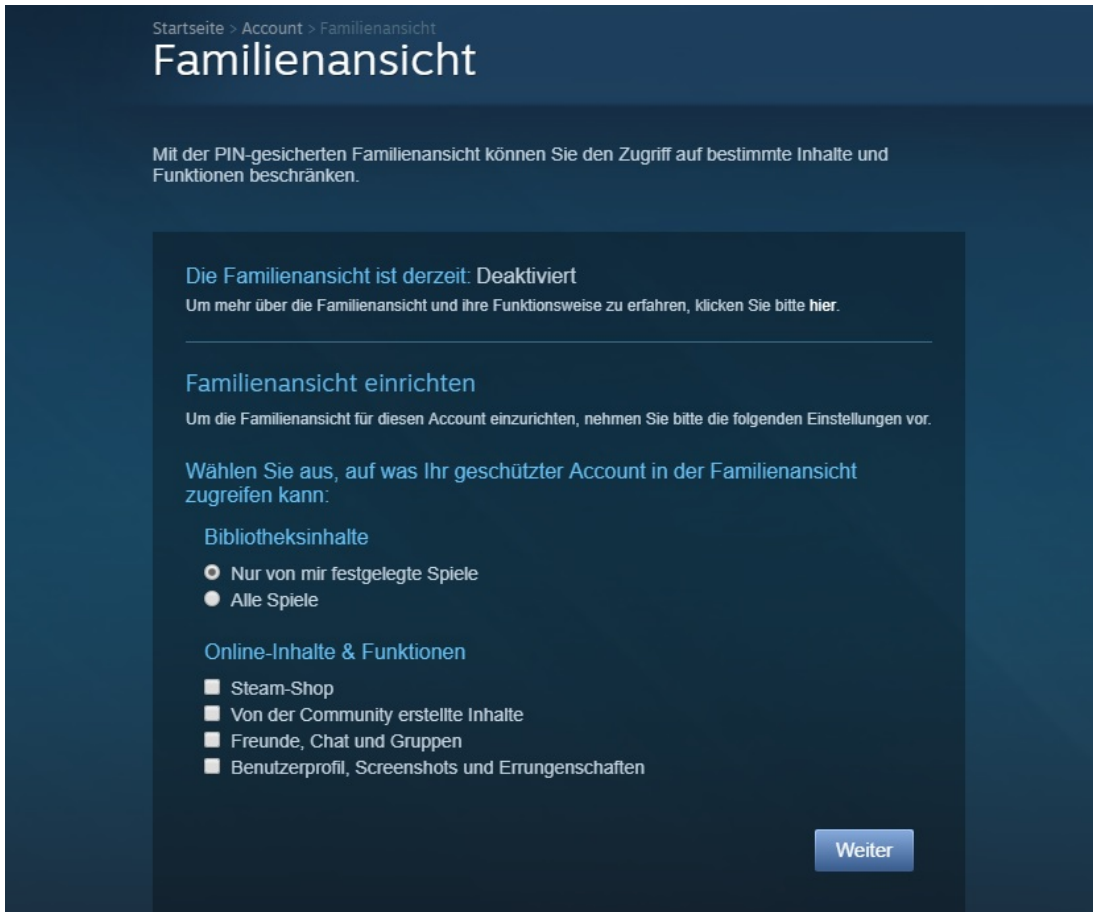 Startseite > Account > Familienansicht
Familienansicht
Mit der PIN-gesicherten Familienansicht können Sie den Zugriff auf bestimmte Inhalte und
Funktionen beschränken.
Die Familienansicht ist derzeit: Deaktiviert
Um mehr über die Familienansicht und ihre Funktionsweise zu erfahren, klicken Sie bitte hier.
Familienansicht einrichten
Um die Familienansicht für diesen Account einzurichten, nehmen Sie bitte die folgenden Einstellungen vor.
Wählen Sie aus, auf was Ihr geschützter Account in der Familienansicht
zugreifen kann:
Bibliotheksinhalte
Nur von mir festgelegte Spiele
Alle Spiele
Online-Inhalte & Funktionen
Steam-Shop
Von der Community erstellte Inhalte
Freunde, Chat und Gruppen
Benutzerprofil, Screenshots und Errungenschaften
Weiter